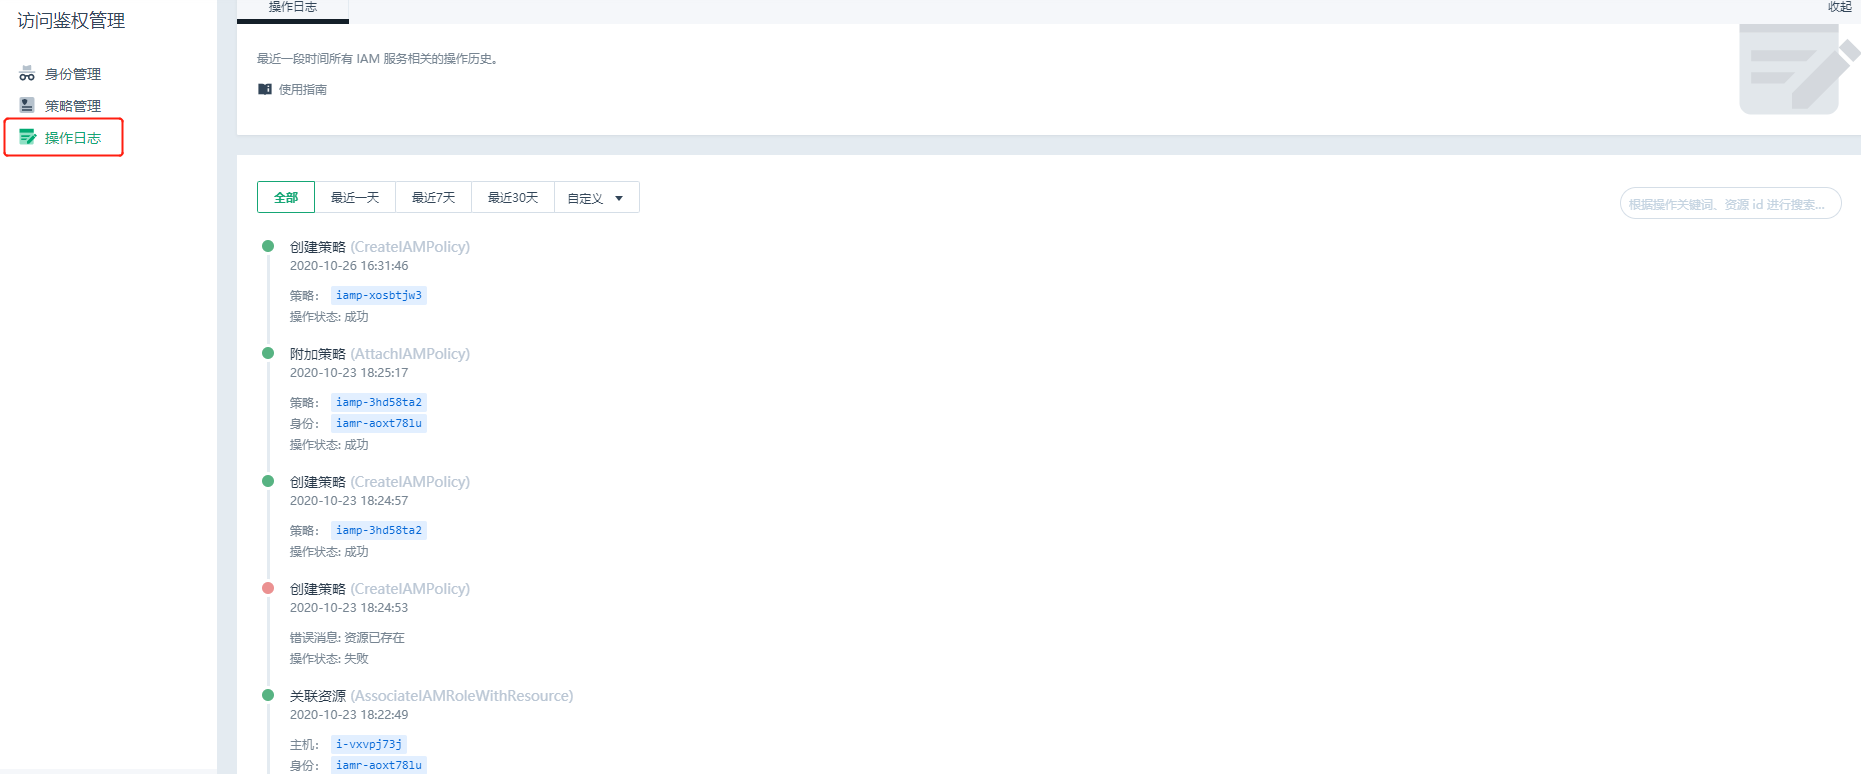 访问鉴权管理
身份管理
策略管理
操作日志
操作日志
收起
最近一段时间所有 IAM 服务相关的操作历史。
使用指南
全部
最近一天
最近7天
最近30天
自定义
根据操作关键词、资源 id 进行搜索...
创建策略 (CreateIAMPolicy)
2020-10-26 16:31:46
策略: iamp-xosbtjw3
操作状态: 成功
附加策略 (AttachIAMPolicy)
2020-10-23 18:25:17
策略: iamp-3hd58ta2
身份: iamr-aoxt78lu
操作状态: 成功
创建策略 (CreateIAMPolicy)
2020-10-23 18:24:57
策略: iamp-3hd58ta2
操作状态: 成功
创建策略 (CreateIAMPolicy)
2020-10-23 18:24:53
错误消息: 资源已存在
操作状态: 失败
关联资源 (AssociateIAMRoleWithResource)
2020-10-23 18:22:49
主机: i-vxvpj73j
身份: iamr-aoxt78lu